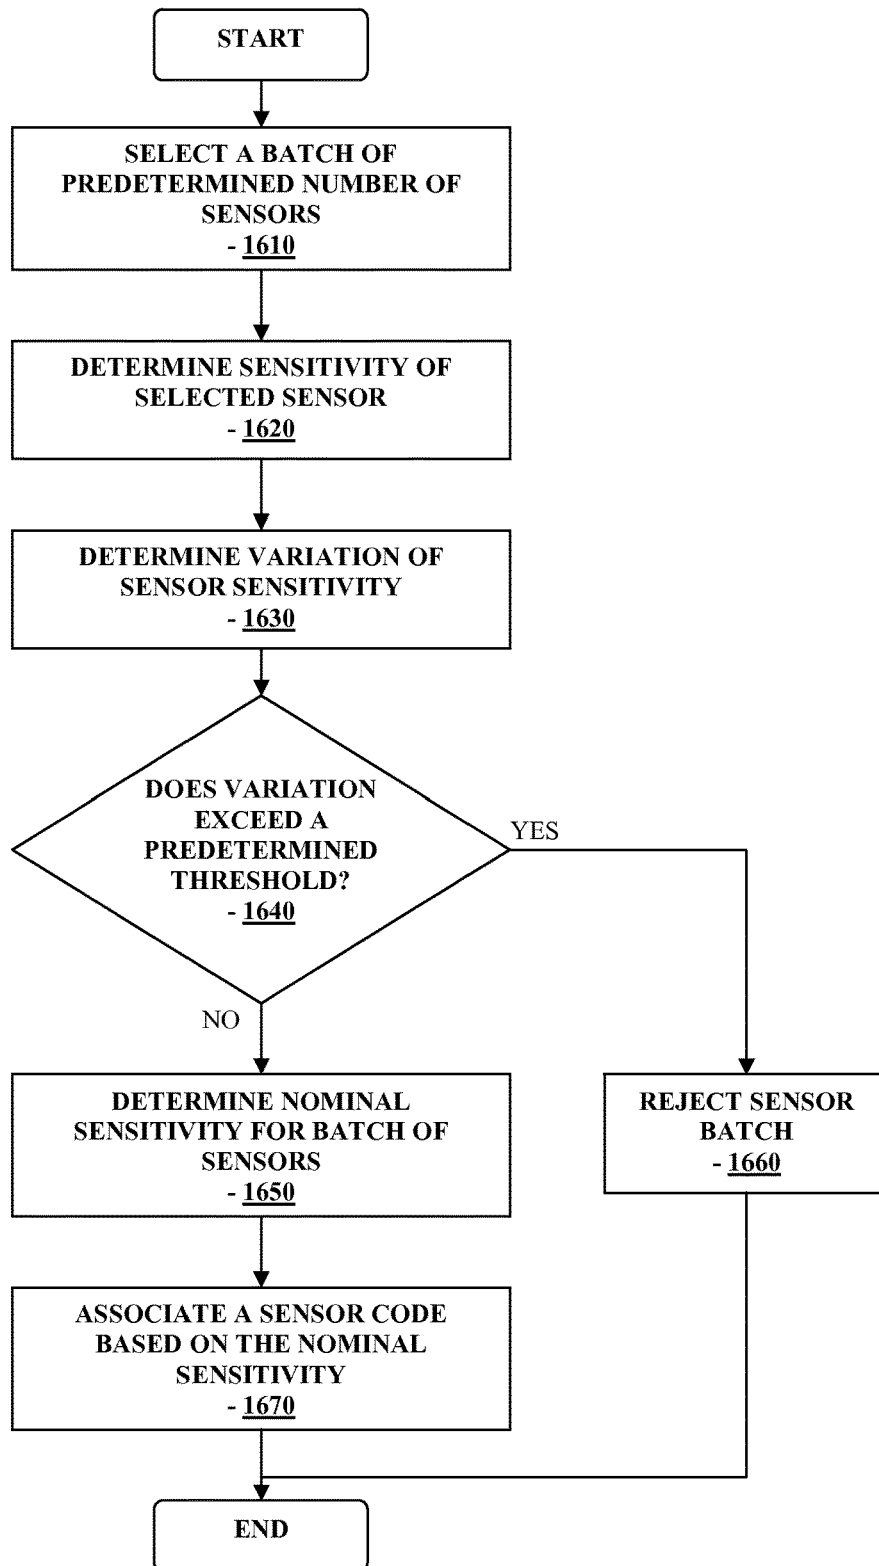 START
SELECT A BATCH OF
PREDETERMINED NUMBER OF
SENSORS
- 1610
DETERMINE SENSITIVITY OF
SELECTED SENSOR
- 1620
DETERMINE VARIATION OF
SENSOR SENSITIVITY
- 1630
DOES VARIATION
EXCEED A
PREDETERMINED
THRESHOLD?
- 1640
YES
NO
DETERMINE NOMINAL
SENSITIVITY FOR BATCH OF
SENSORS
- 1650
REJECT SENSOR
BATCH
- 1660
ASSOCIATE A SENSOR CODE
BASED ON THE NOMINAL
SENSITIVITY
- 1670
END